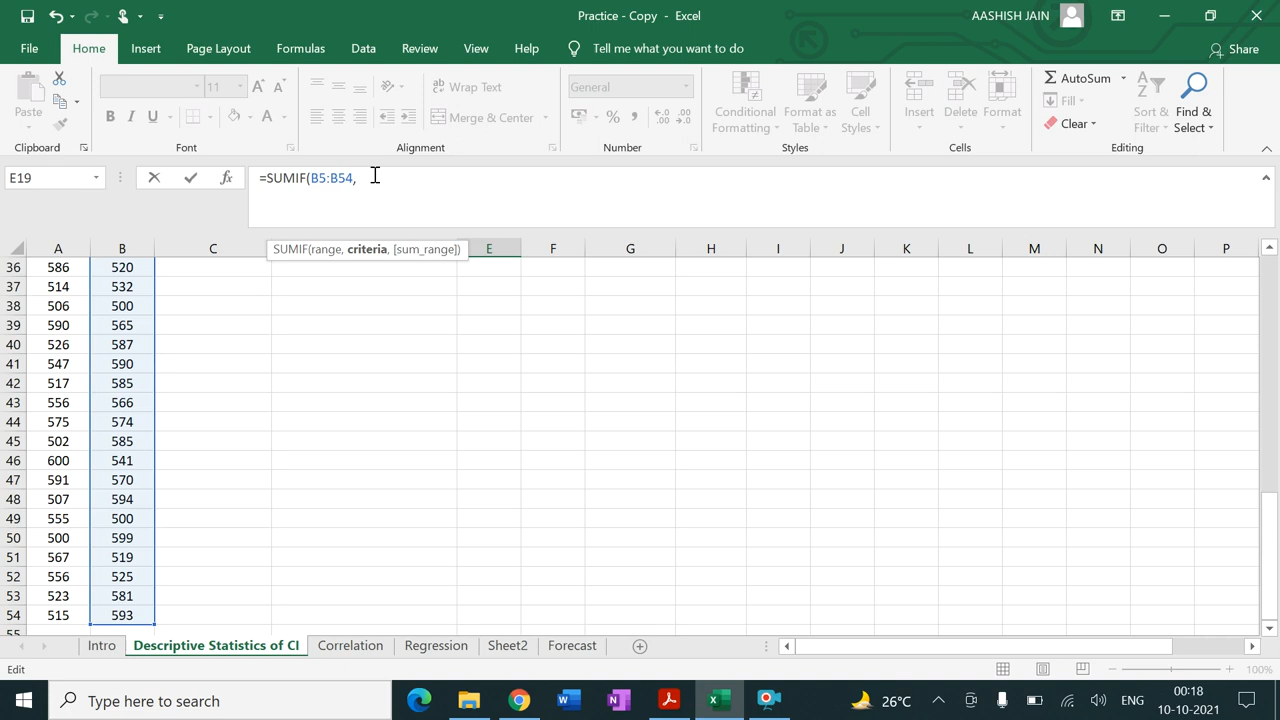 Practice - Copy - Excel
AASHISH JAIN
File Home Insert Page Layout Formulas Data Review View Help Tell me what you want to do Share
Paste
Clipboard
11 A A
B I U A
Font
ab Wrap Text
Merge & Center
Alignment
General
% ,
Number
Conditional Formatting
Format as Table
Cell Styles
Styles
Insert Delete Format
Cells
AutoSum
Fill
Clear
Sort & Filter
Find & Select
Editing
E19 fx =SUMIF(B5:B54,
SUMIF(range, criteria, [sum_range])
A B C E F G H I J K L M N O P
36 586 520
37 514 532
38 506 500
39 590 565
40 526 587
41 547 590
42 517 585
43 556 566
44 575 574
45 502 585
46 600 541
47 591 570
48 507 594
49 555 500
50 500 599
51 567 519
52 556 525
53 523 581
54 515 593
55
Intro Descriptive Statistics of CI Correlation Regression Sheet2 Forecast
Edit 100%
Type here to search
26°C ENG 00:18
10-10-2021